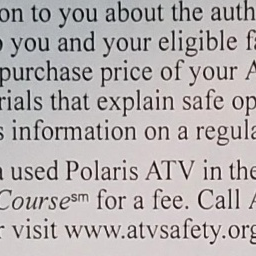 on to you about the auth
o you and your eligible fa
purchase price of your A
rials that explain safe op
s information on a regula
a used Polaris ATV in the
Course℠ for a fee. Call A
r visit www.atvsafety.org